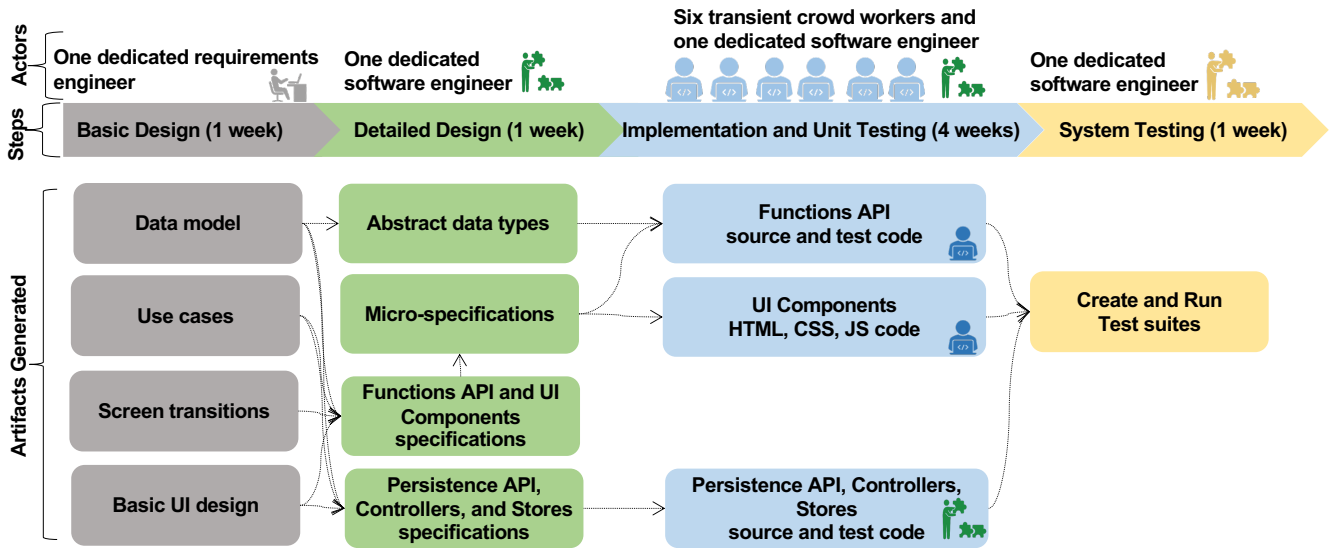 Actors
One dedicated requirements
engineer
One dedicated
software engineer
Six transient crowd workers and
one dedicated software engineer
One dedicated
software engineer
Steps
Basic Design (1 week)
Detailed Design (1 week)
Implementation and Unit Testing (4 weeks)
System Testing (1 week)
Artifacts Generated
Data model
Abstract data types
Functions API
source and test code
Use cases
Micro-specifications
UI Components
HTML, CSS, JS code
Create and Run
Test suites
Screen transitions
Functions API and UI
Components
specifications
Basic UI design
Persistence API,
Controllers, and Stores
specifications
Persistence API, Controllers,
Stores
source and test code